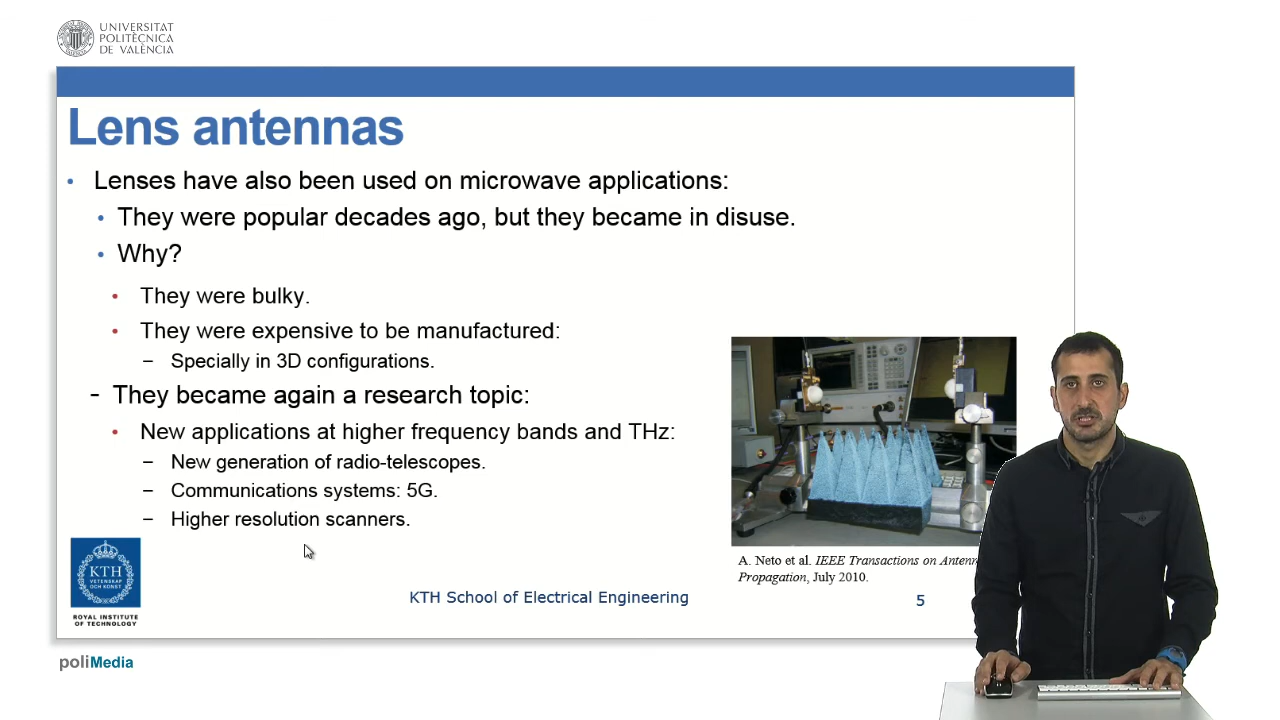 UNIVERSITAT
POLITÈCNICA
DE VALÈNCIA
Lens antennas
• Lenses have also been used on microwave applications:
• They were popular decades ago, but they became in disuse.
• Why?
• They were bulky.
• They were expensive to be manufactured:
– Specially in 3D configurations.
- They became again a research topic:
• New applications at higher frequency bands and THz:
– New generation of radio-telescopes.
– Communications systems: 5G.
– Higher resolution scanners.
A. Neto et al. IEEE Transactions on Antenn
Propagation, July 2010.
KTH
VETENSKAP
OCH KONST
ROYAL INSTITUTE
OF TECHNOLOGY
KTH School of Electrical Engineering
5
poliMedia